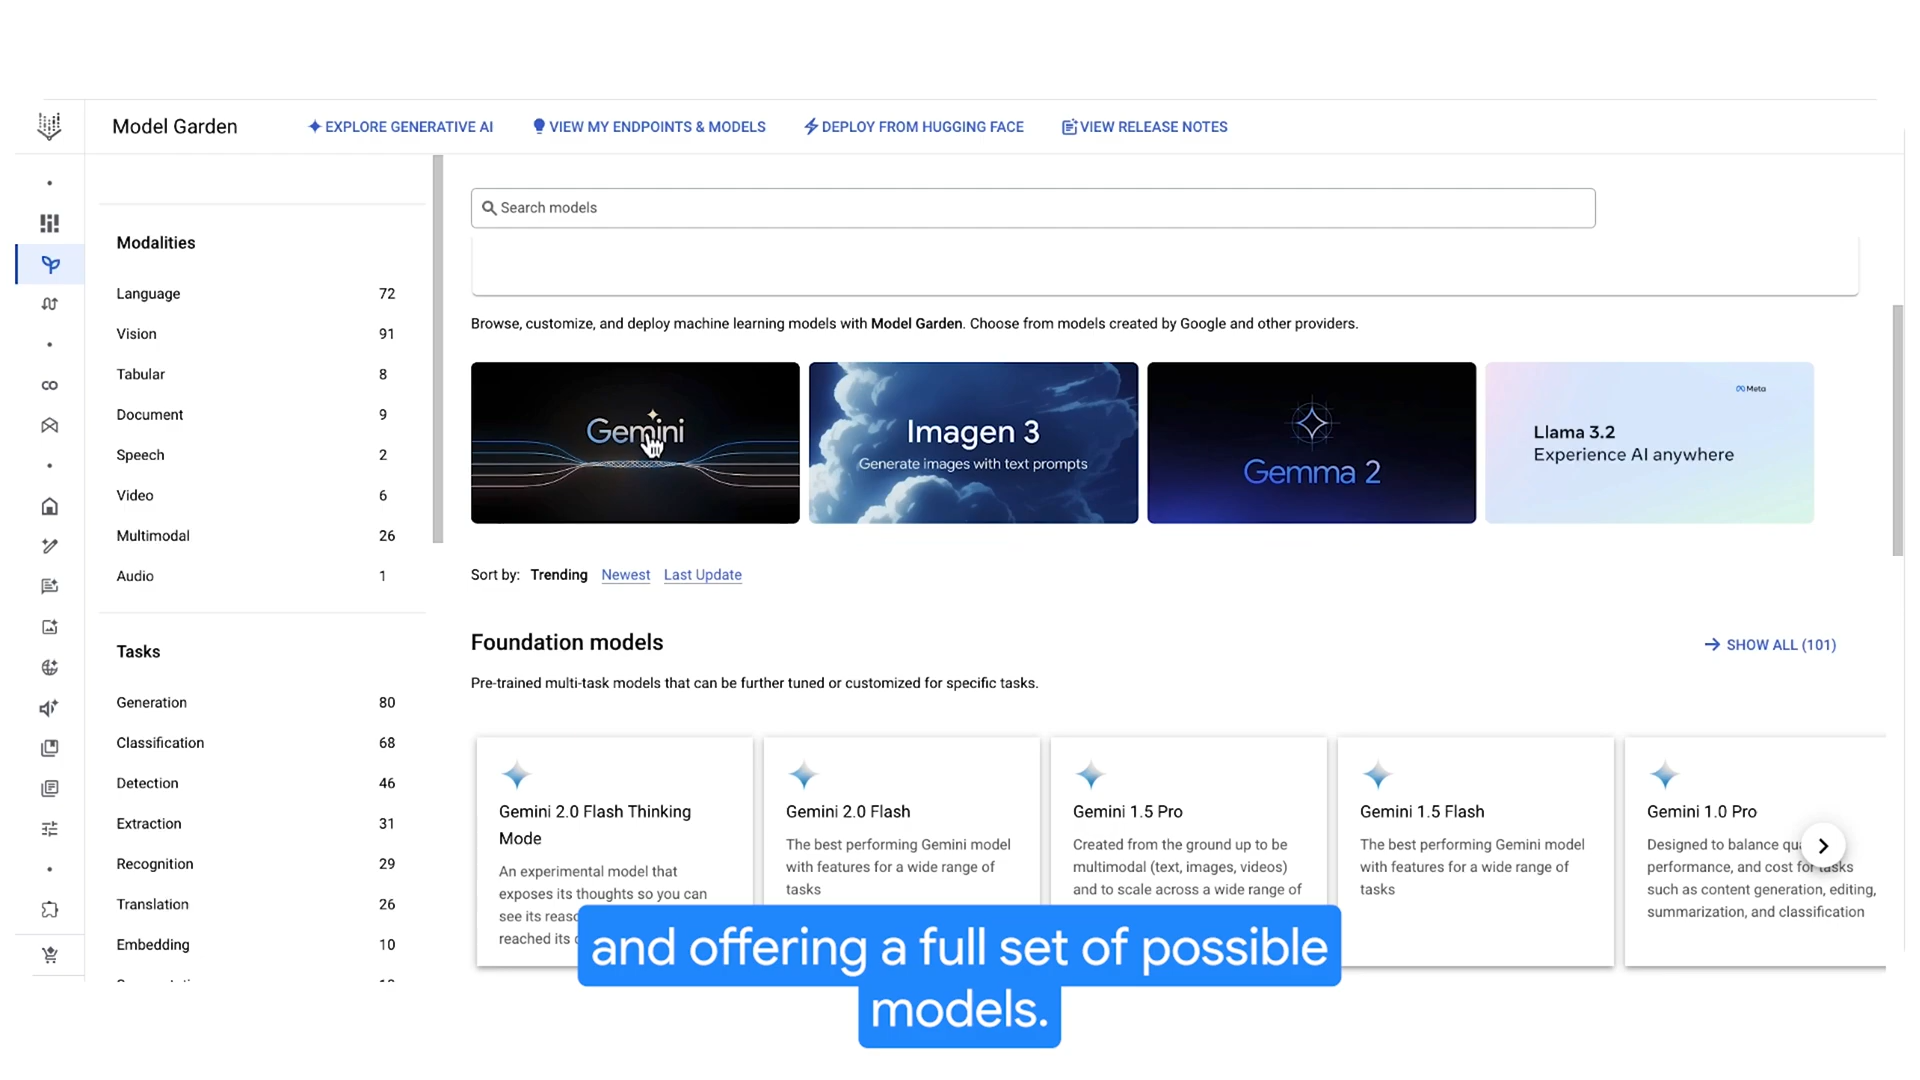 Model Garden
EXPLORE GENERATIVE AI
VIEW MY ENDPOINTS & MODELS
DEPLOY FROM HUGGING FACE
VIEW RELEASE NOTES
Modalities
Language 72
Vision 91
Tabular 8
Document 9
Speech 2
Video 6
Multimodal 26
Audio 1
Tasks
Generation 80
Classification 68
Detection 46
Extraction 31
Recognition 29
Translation 26
Embedding 10
Search models
Browse, customize, and deploy machine learning models with Model Garden. Choose from models created by Google and other providers.
Gemini
Imagen 3
Generate images with text prompts
Gemma 2
Meta
Llama 3.2
Experience AI anywhere
Sort by: Trending Newest Last Update
Foundation models
SHOW ALL (101)
Pre-trained multi-task models that can be further tuned or customized for specific tasks.
Gemini 2.0 Flash Thinking
Mode
An experimental model that
exposes its thoughts so you can
see its
reached its
Gemini 2.0 Flash
The best performing Gemini model
with features for a wide range of
tasks
Gemini 1.5 Pro
Created from the ground up to be
multimodal (text, images, videos)
and to scale across a wide range of
Gemini 1.5 Flash
The best performing Gemini model
with features for a wide range of
tasks
Gemini 1.0 Pro
Designed to balance
performance, and cost for tasks
such as content generation, editing,
summarization, and classification
and offering a full set of possible
models.